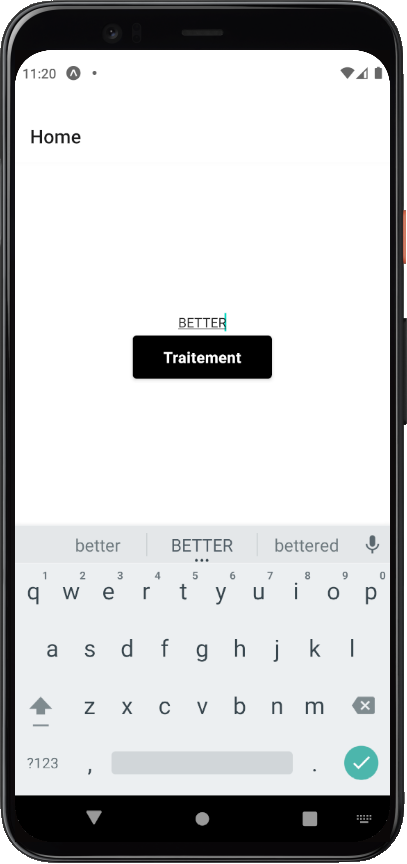 11:20
Home
BETTER
Traitement
better BETTER bettered
1 2 3 4 5 6 7 8 9 0
q w e r t y u i o p
a s d f g h j k l
z x c v b n m
?123 , .